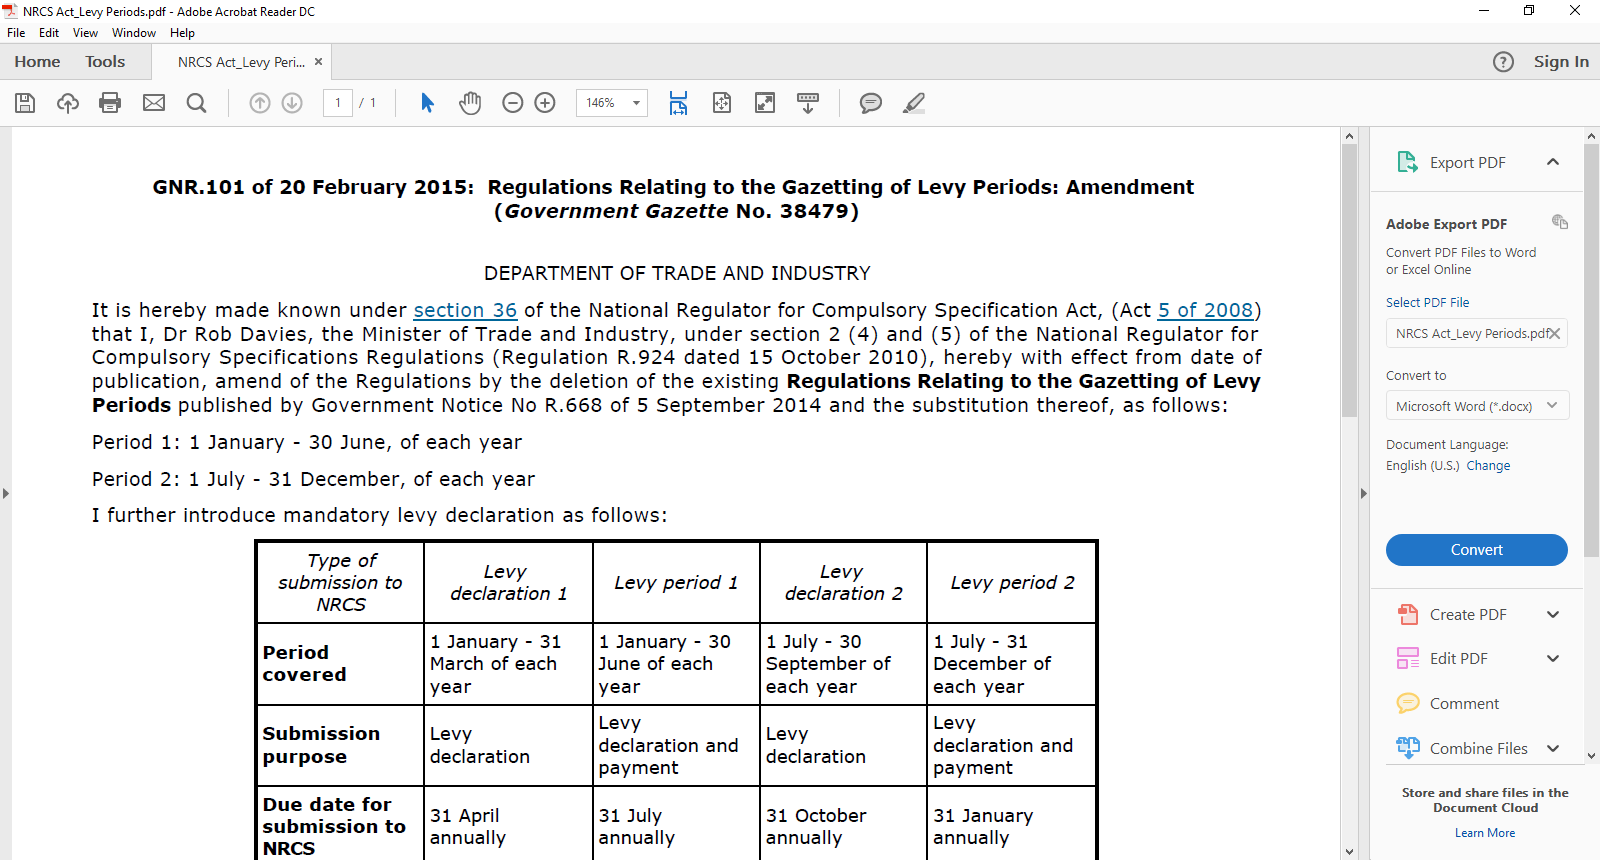 NRCS Act_Levy Periods.pdf - Adobe Acrobat Reader DC
File Edit View Window Help
Home Tools NRCS Act_Levy Peri... × ? Sign In
1 / 1 146%
GNR.101 of 20 February 2015: Regulations Relating to the Gazetting of Levy Periods: Amendment
(Government Gazette No. 38479)
DEPARTMENT OF TRADE AND INDUSTRY
It is hereby made known under section 36 of the National Regulator for Compulsory Specification Act, (Act 5 of 2008)
that I, Dr Rob Davies, the Minister of Trade and Industry, under section 2 (4) and (5) of the National Regulator for
Compulsory Specifications Regulations (Regulation R.924 dated 15 October 2010), hereby with effect from date of
publication, amend of the Regulations by the deletion of the existing Regulations Relating to the Gazetting of Levy
Periods published by Government Notice No R.668 of 5 September 2014 and the substitution thereof, as follows:
Period 1: 1 January - 30 June, of each year
Period 2: 1 July - 31 December, of each year
I further introduce mandatory levy declaration as follows:
Type of
submission to
NRCS
Levy
declaration 1
Levy period 1
Levy
declaration 2
Levy period 2
Period
covered
1 January - 31
March of each
year
1 January - 30
June of each
year
1 July - 30
September of
each year
1 July - 31
December of
each year
Submission
purpose
Levy
declaration
Levy
declaration and
payment
Levy
declaration
Levy
declaration and
payment
Due date for
submission to
NRCS
31 April
annually
31 July
annually
31 October
annually
31 January
annually
Export PDF
Adobe Export PDF
Convert PDF Files to Word
or Excel Online
Select PDF File
NRCS Act_Levy Periods.pdf
Convert to
Microsoft Word (*.docx)
Document Language:
English (U.S.) Change
Convert
Create PDF
Edit PDF
Comment
Combine Files
Store and share files in the
Document Cloud
Learn More